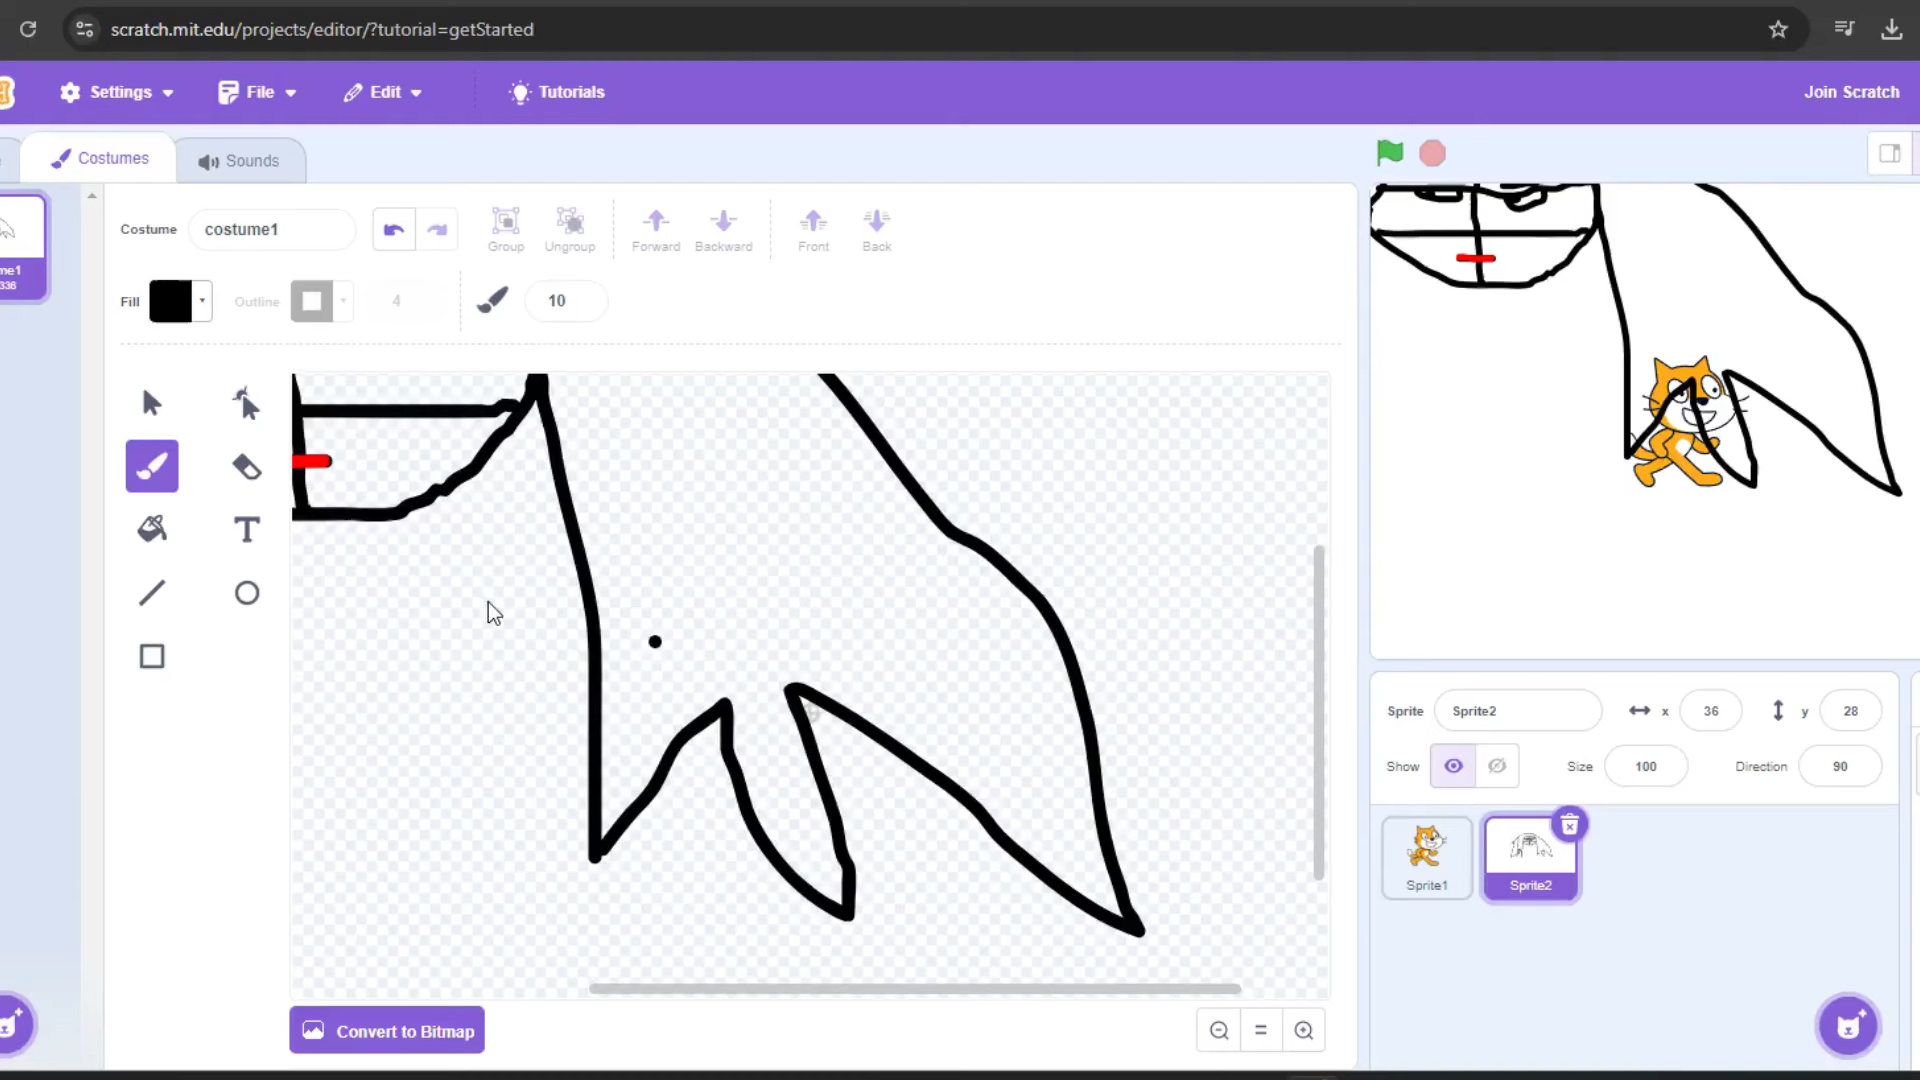 scratch.mit.edu/projects/editor/?tutorial=getStarted
Settings File Edit Tutorials Join Scratch
Costumes Sounds
Costume costume1 Group Ungroup Forward Backward Front Back
me1
336
Fill Outline 4 10
Convert to Bitmap
Sprite Sprite2 x 36 y 28
Show Size 100 Direction 90
Sprite1 Sprite2